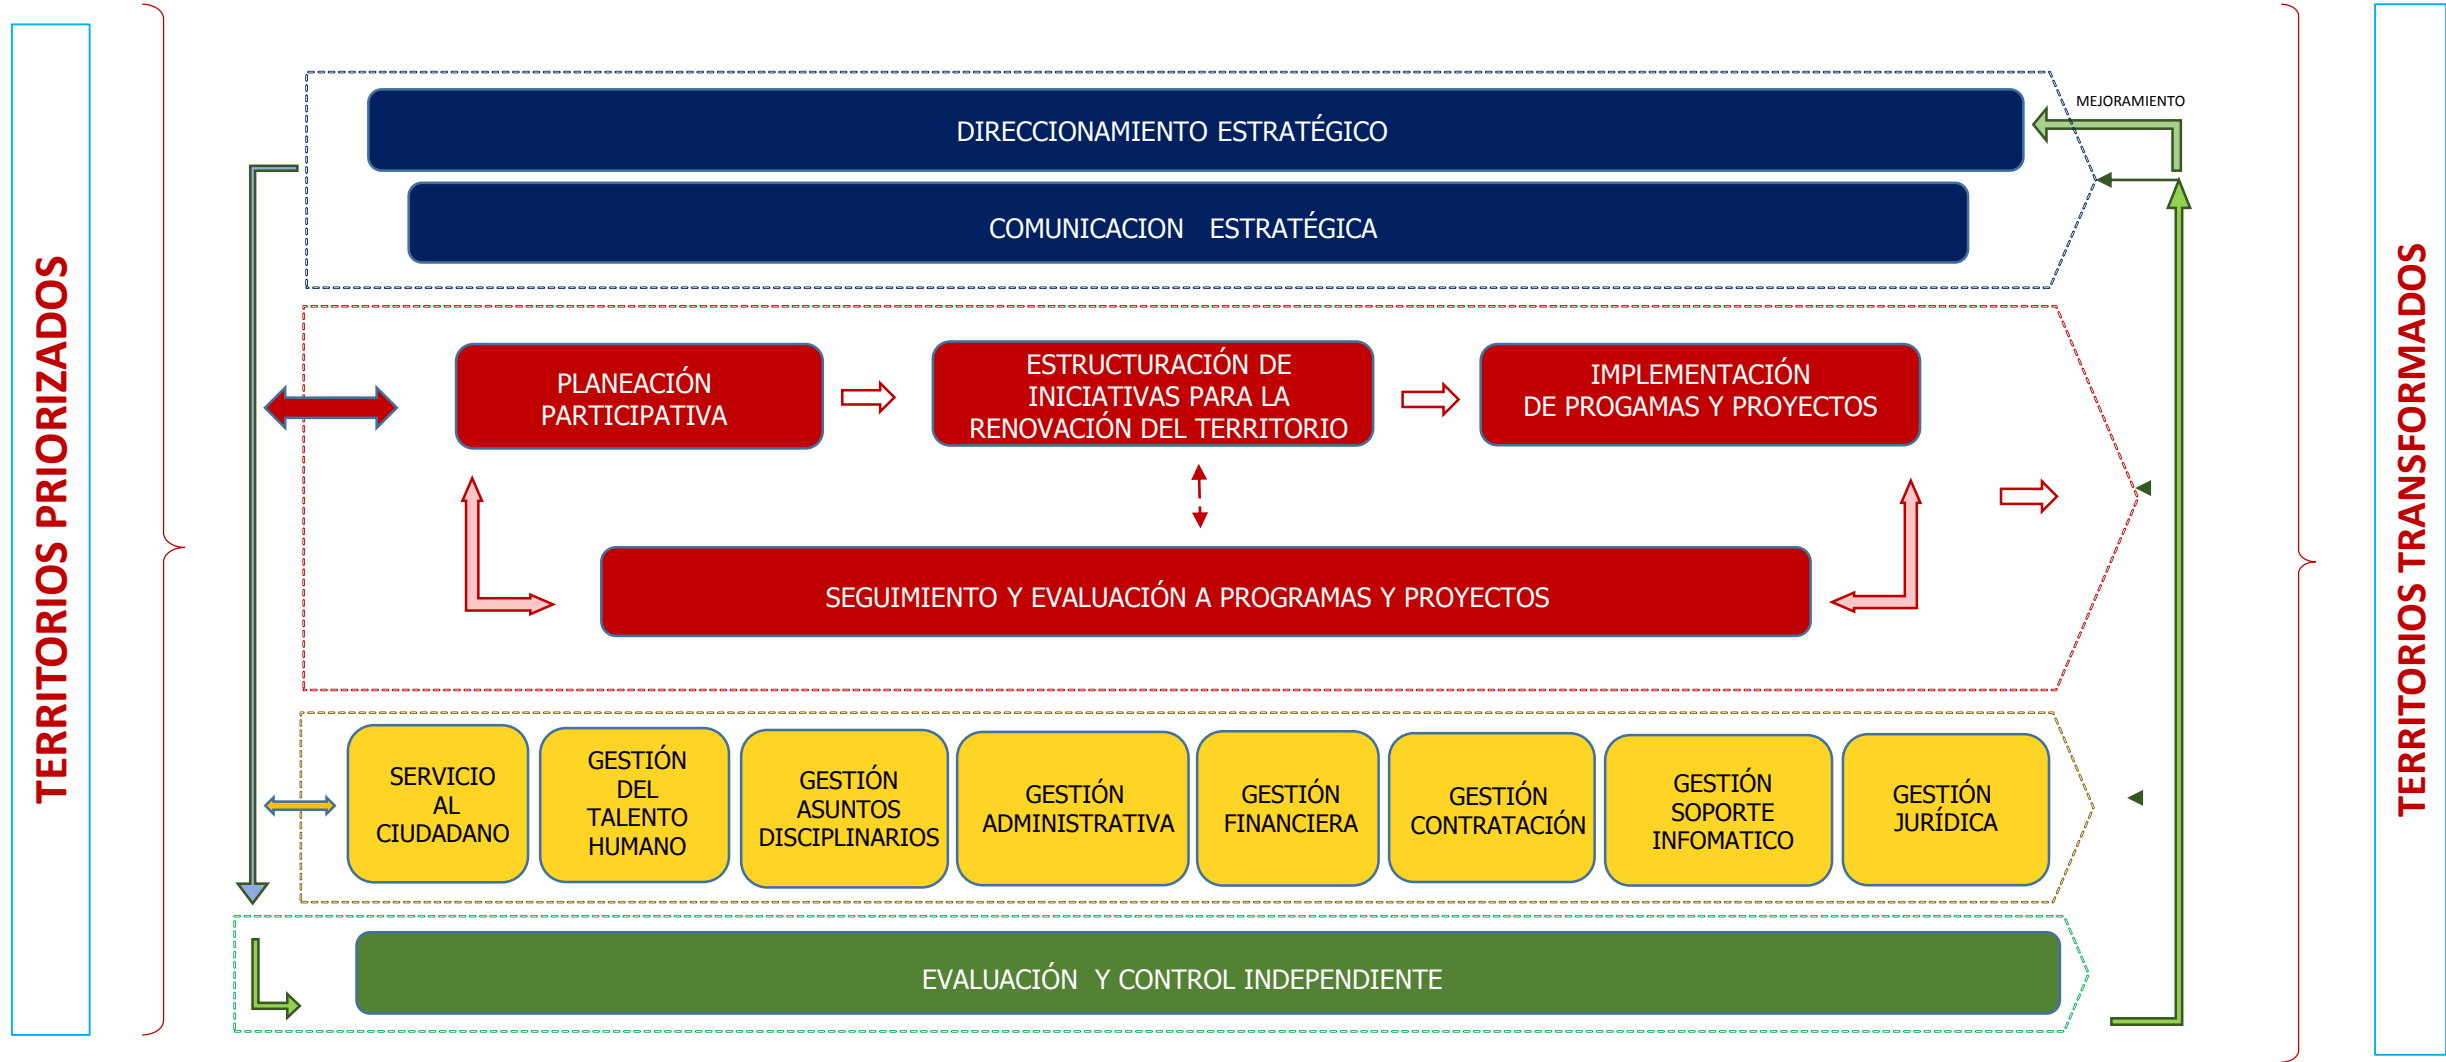 TERRITORIOS PRIORIZADOS
MEJORAMIENTO
DIRECCIONAMIENTO ESTRATÉGICO
COMUNICACION ESTRATÉGICA
PLANEACIÓN
PARTICIPATIVA
ESTRUCTURACIÓN DE
INICIATIVAS PARA LA
RENOVACIÓN DEL TERRITORIO
IMPLEMENTACIÓN
DE PROGAMAS Y PROYECTOS
SEGUIMIENTO Y EVALUACIÓN A PROGRAMAS Y PROYECTOS
SERVICIO
AL
CIUDADANO
GESTIÓN
DEL
TALENTO
HUMANO
GESTIÓN
ASUNTOS
DISCIPLINARIOS
GESTIÓN
ADMINISTRATIVA
GESTIÓN
FINANCIERA
GESTIÓN
CONTRATACIÓN
GESTIÓN
SOPORTE
INFOMATICO
GESTIÓN
JURÍDICA
EVALUACIÓN Y CONTROL INDEPENDIENTE
TERRITORIOS TRANSFORMADOS